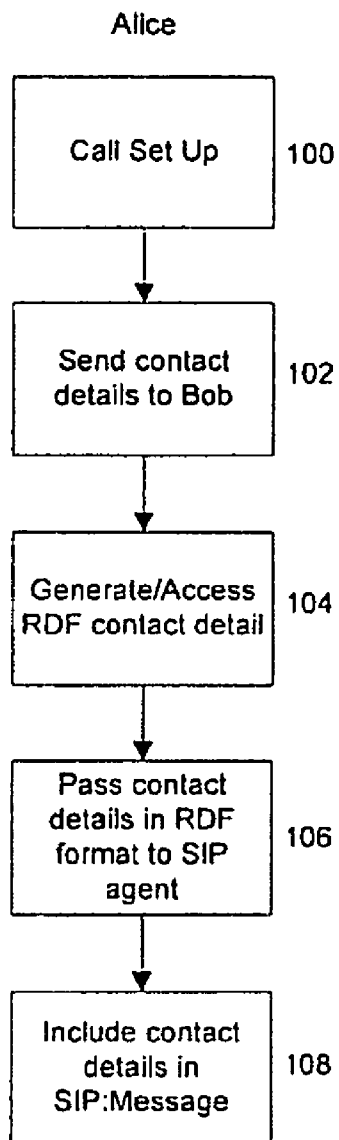 Alice
Call Set Up
100
Send contact
details to Bob
102
Generate/Access
RDF contact detail
104
Pass contact
details in RDF
format to SIP
agent
106
Include contact
details in
SIP:Message
108